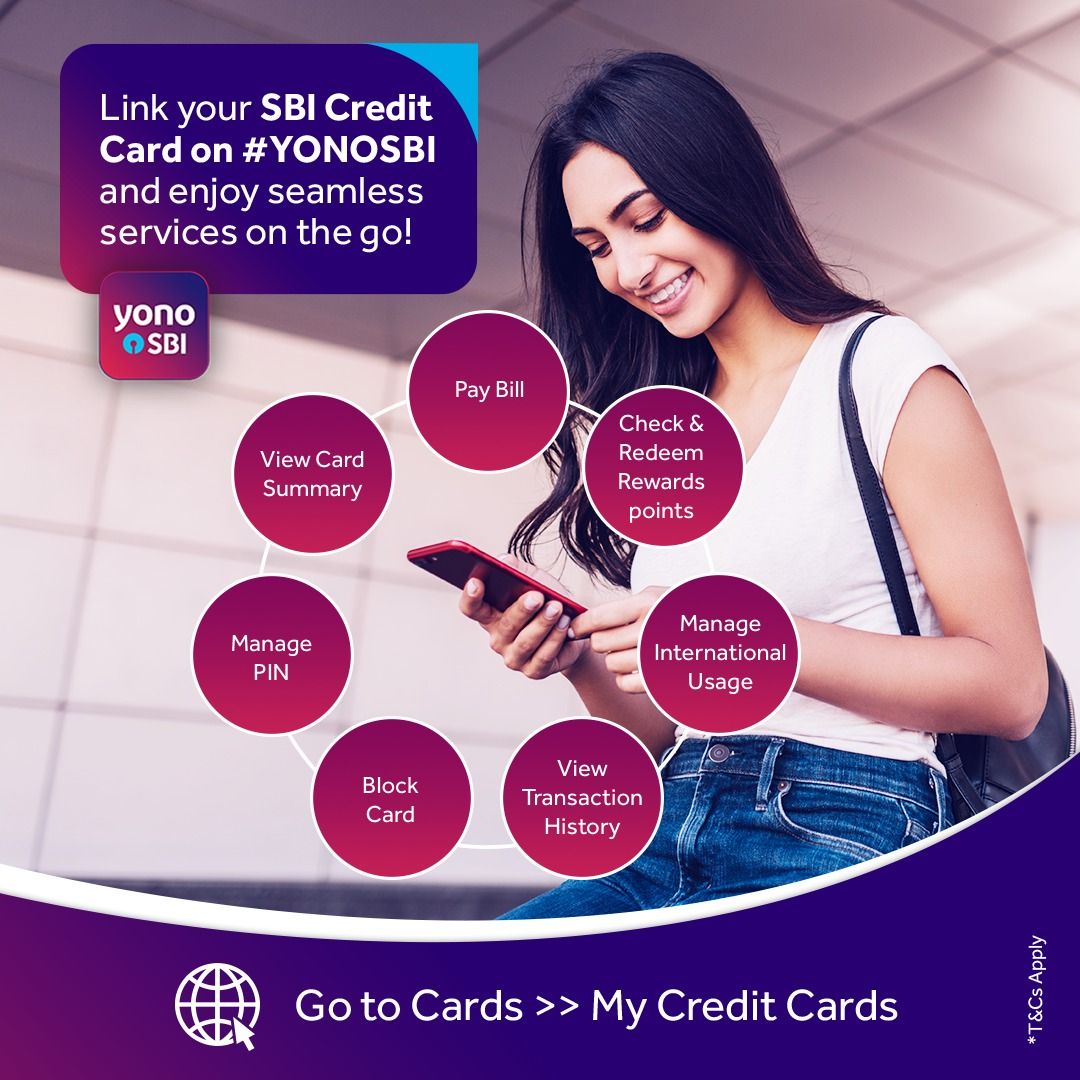 Link your SBI Credit
Card on #YONOSBI
and enjoy seamless
services on the go!
yono
SBI
Pay Bill
Check &
Redeem
Rewards
points
Manage
International
Usage
View
Transaction
History
Block
Card
Manage
PIN
View Card
Summary
Go to Cards >> My Credit Cards
*T&Cs Apply